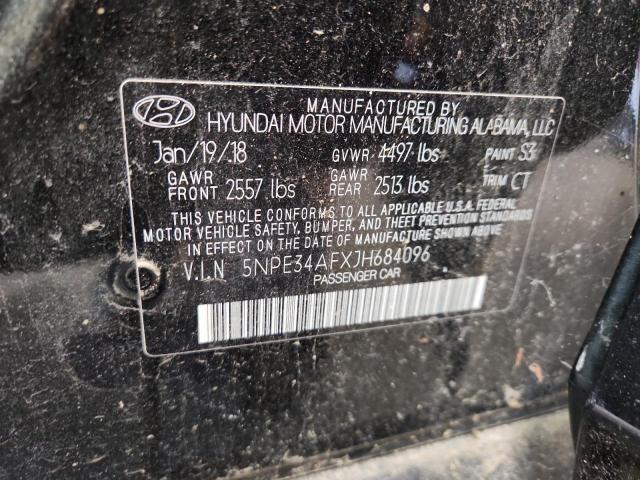 MANUFACTURED BY
HYUNDAI MOTOR MANUFACTURING ALABAMA, LLC
Jan/19/18 GVWR 4497 lbs PAINT S3
GAWR FRONT 2557 lbs GAWR REAR 2513 lbs TRIM CT
THIS VEHICLE CONFORMS TO ALL APPLICABLE U.S.A. FEDERAL
MOTOR VEHICLE SAFETY, BUMPER, AND THEFT PREVENTION STANDARDS
IN EFFECT ON THE DATE OF MANUFACTURE SHOWN ABOVE.
V.I.N 5NPE34AFXJH684096
PASSENGER CAR